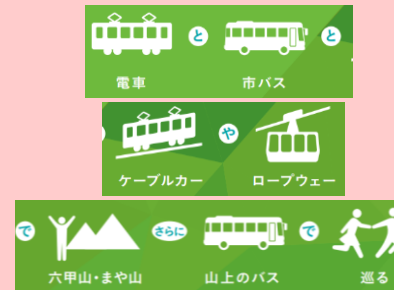 と と
電車 市バス
や
ケーブルカー ロープウェー
で さらに で
六甲山・まや山 山上のバス 巡る